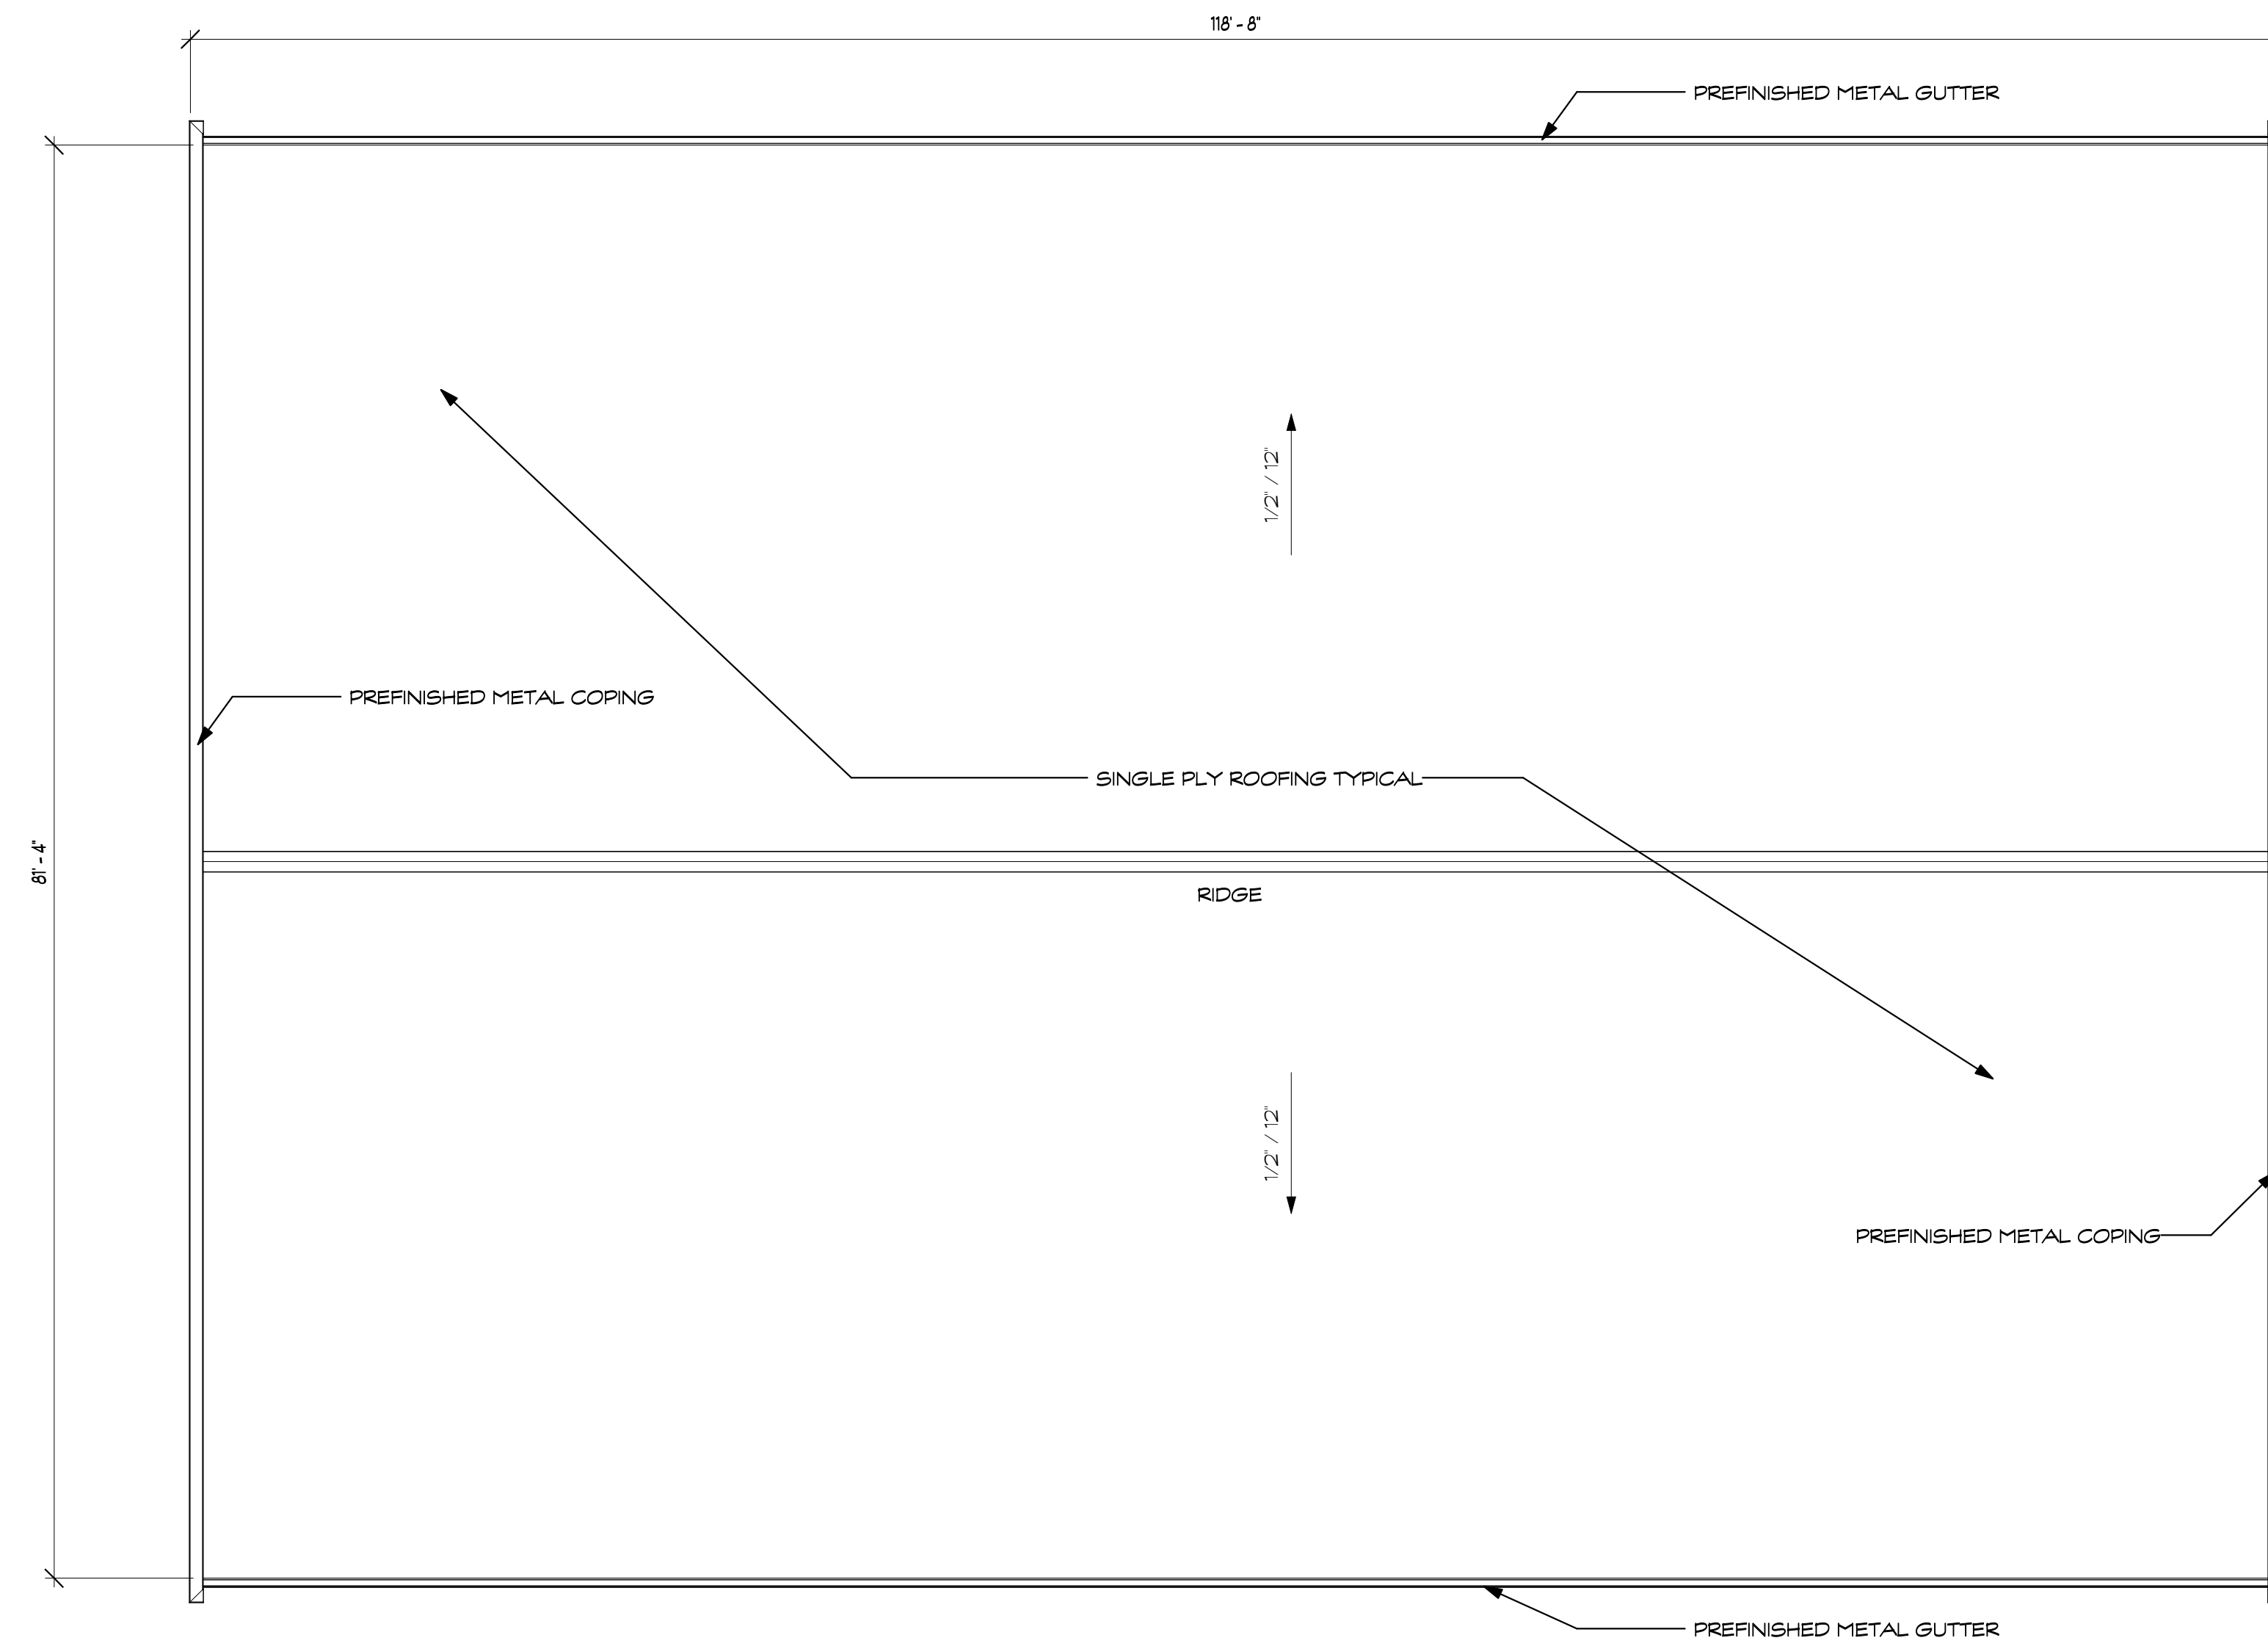 118' - 8"
PREFINISHED METAL GUTTER
1/2" / 12"
PREFINISHED METAL COPING
SINGLE PLY ROOFING TYPICAL
81' - 4"
RIDGE
1/2" / 12"
PREFINISHED METAL COPING
PREFINISHED METAL GUTTER